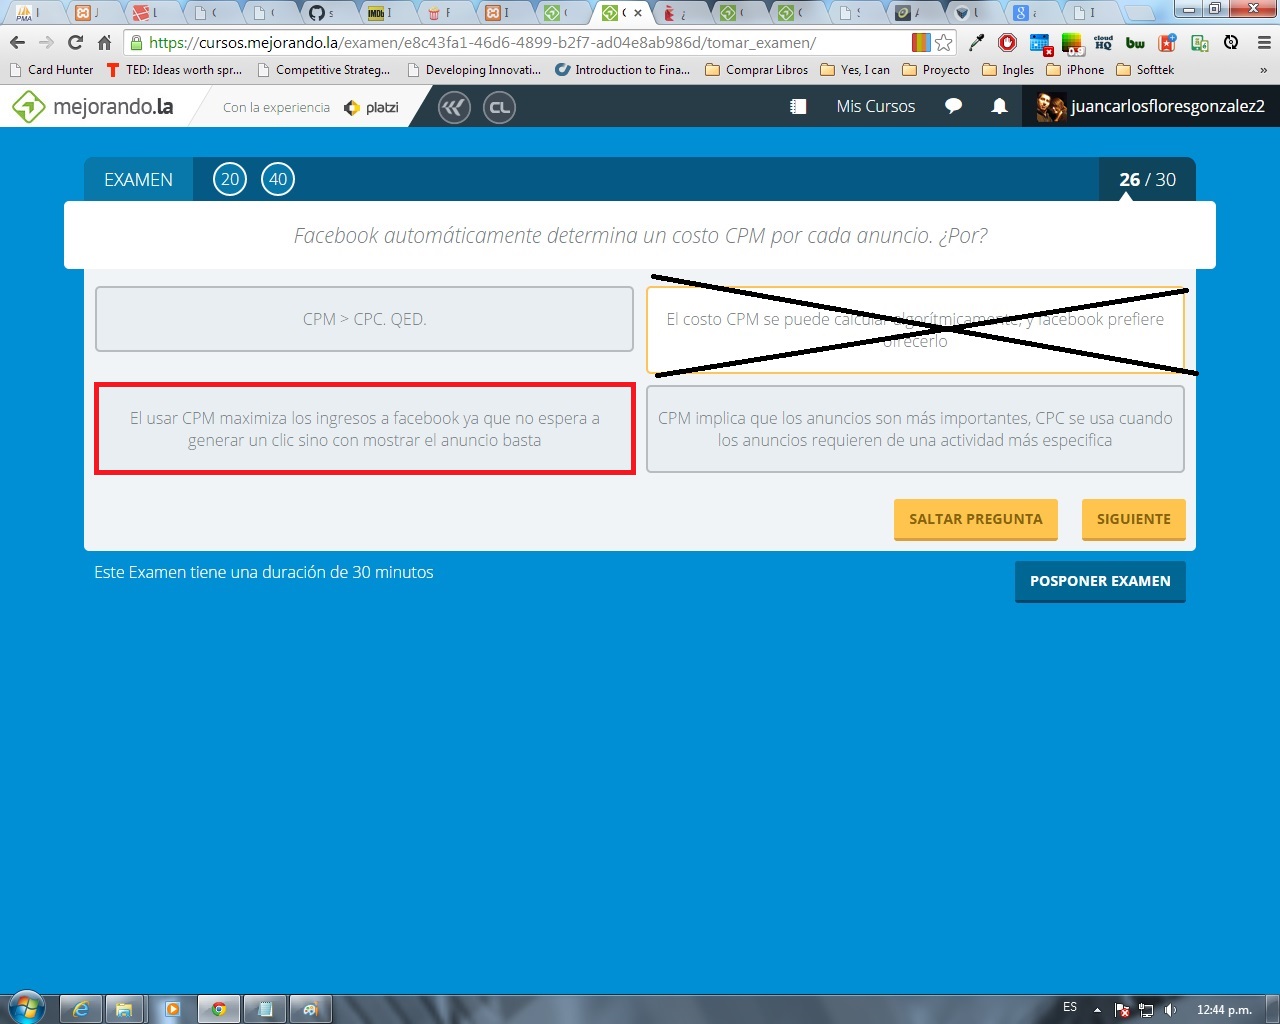 https://cursos.mejorando.la/examen/e8c43fa1-46d6-4899-b2f7-ad04e8ab986d/tomar_examen/
Card Hunter
TED: Ideas worth spr...
Competitive Strateg...
Developing Innovati...
Introduction to Fina...
Comprar Libros
Yes, I can
Proyecto
Ingles
iPhone
Softtek
»
mejorando.la
Con la experiencia
platzi
CL
Mis Cursos
juancarlosfloresgonzalez2
EXAMEN
20
40
26 / 30
Facebook automáticamente determina un costo CPM por cada anuncio. ¿Por?
CPM > CPC. QED.
El costo CPM se puede calcular algorítmicamente, y facebook prefiere
ofrecerlo
El usar CPM maximiza los ingresos a facebook ya que no espera a
generar un clic sino con mostrar el anuncio basta
CPM implica que los anuncios son más importantes, CPC se usa cuando
los anuncios requieren de una actividad más especifica
SALTAR PREGUNTA
SIGUIENTE
Este Examen tiene una duración de 30 minutos
POSPONER EXAMEN
ES
12:44 p.m.